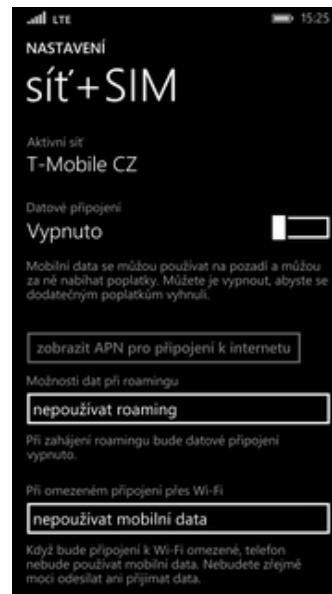 LTE 15:25
NASTAVENÍ
síť+SIM
Aktivní síť
T-Mobile CZ
Datové připojení
Vypnuto
Mobilní data se můžou používat na pozadí a můžou
za ně nabíhat poplatky. Můžete je vypnout, abyste se
dodatečným poplatkům vyhnuli.
zobrazit APN pro připojení k internetu
Možnosti dat při roamingu
nepoužívat roaming
Při zahájení roamingu bude datové připojení
vypnuto.
Při omezeném připojení přes Wi-Fi
nepoužívat mobilní data
Když bude připojení k Wi-Fi omezené, telefon
nebude používat mobilní data. Nebudete zřejmě
moci odesílat ani přijímat data.